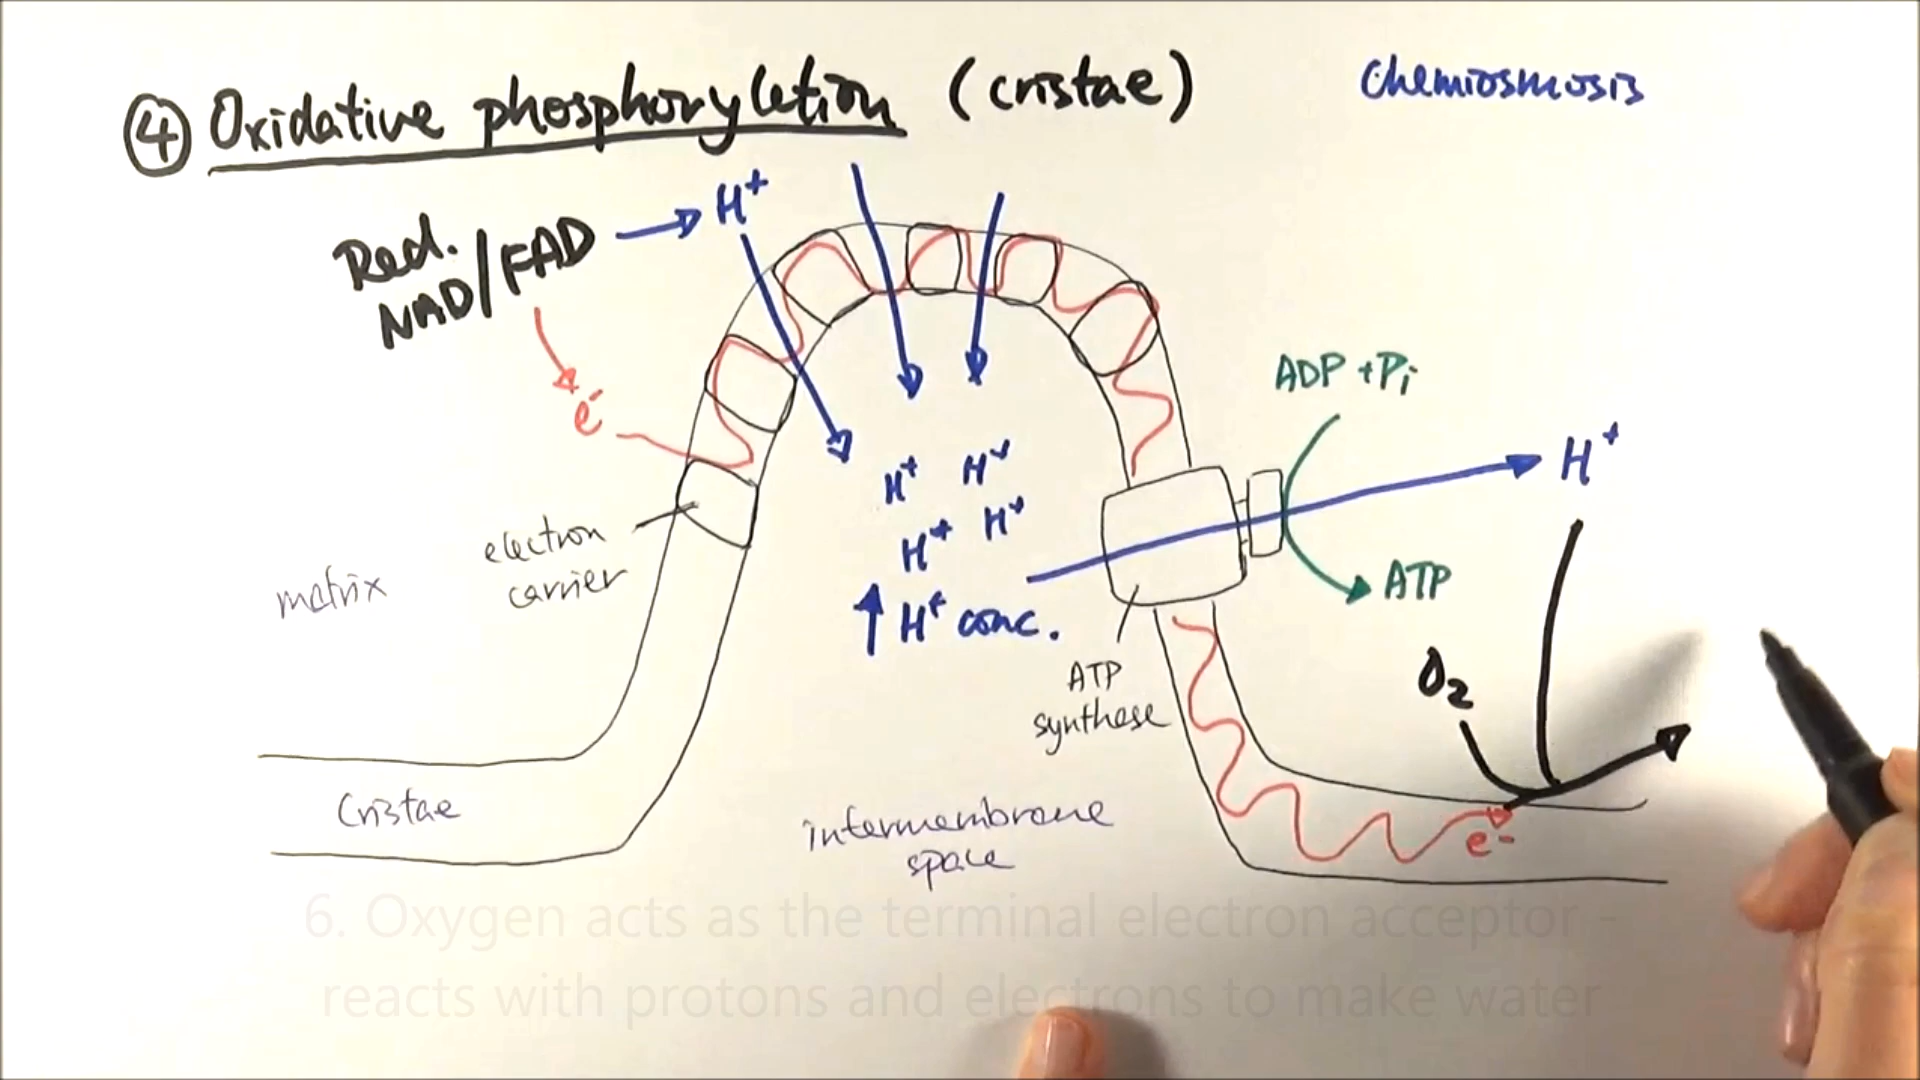 ④ Oxidative phosphorylation (cristae)
Chemiosmosis
Red.
NAD/FAD
H+
e-
electron
carrier
matrix
H+ H+
H+ H+
↑ H+ conc.
ADP + Pi
ATP
H+
ATP
synthase
O2
e-
Cristae
intermembrane
space
6. Oxygen acts as the terminal electron acceptor -
reacts with protons and electrons to make water